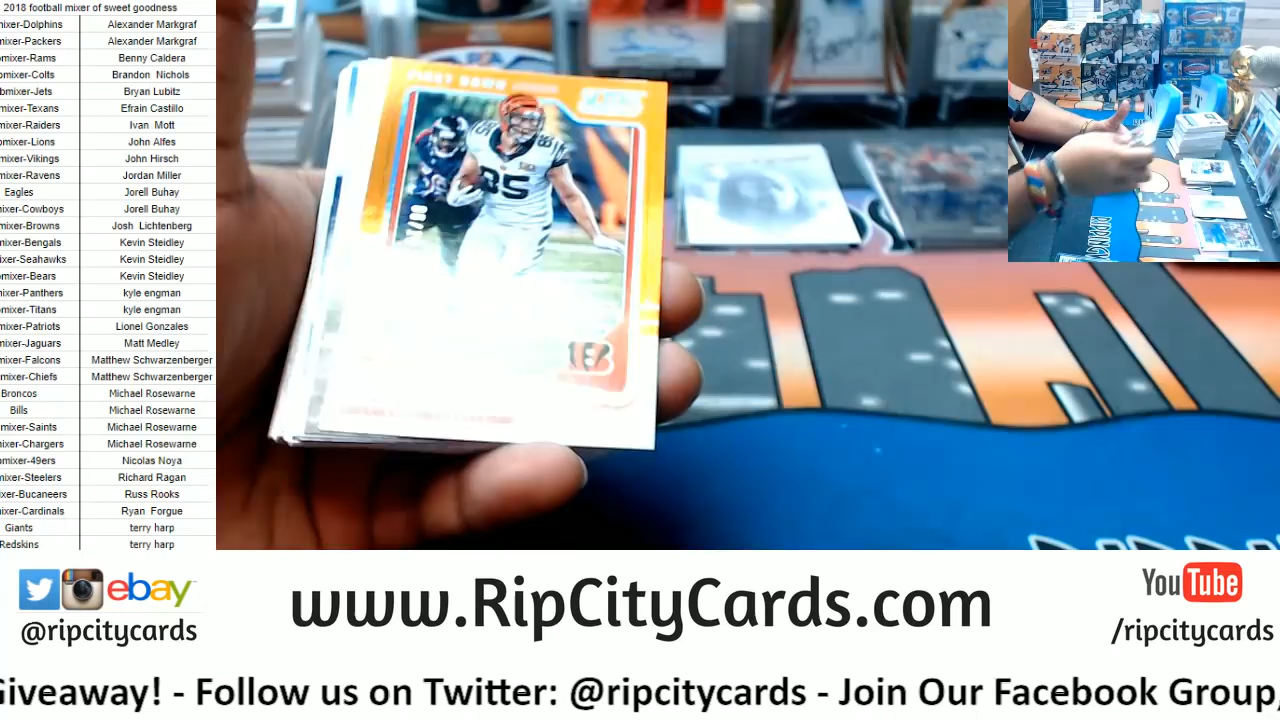 2018 football mixer of sweet goodness
mixer-Dolphins Alexander Markgraf
mixer-Packers Alexander Markgraf
mixer-Rams Benny Caldera
mixer-Colts Brandon Nichols
bmixer-Jets Bryan Lubitz
mixer-Texans Efrain Castillo
mixer-Raiders Ivan Mott
mixer-Lions John Alfes
mixer-Vikings John Hirsch
mixer-Ravens Jordan Miller
Eagles Jorell Buhay
mixer-Cowboys Jorell Buhay
mixer-Browns Josh Lichtenberg
mixer-Bengals Kevin Steidley
mixer-Seahawks Kevin Steidley
mixer-Bears Kevin Steidley
mixer-Panthers kyle engman
mixer-Titans kyle engman
mixer-Patriots Lionel Gonzales
mixer-Jaguars Matt Medley
mixer-Falcons Matthew Schwarzenberger
mixer-Chiefs Matthew Schwarzenberger
Broncos Michael Rosewarne
Bills Michael Rosewarne
mixer-Saints Michael Rosewarne
mixer-Chargers Michael Rosewarne
mixer-49ers Nicolas Noya
mixer-Steelers Richard Ragan
ixer-Bucaneers Russ Rooks
mixer-Cardinals Ryan Forgue
Giants terry harp
Redskins terry harp
85
ebay
@ripcitycards
www.RipCityCards.com
YouTube
/ripcitycards
Giveaway! - Follow us on Twitter: @ripcitycards - Join Our Facebook Group,